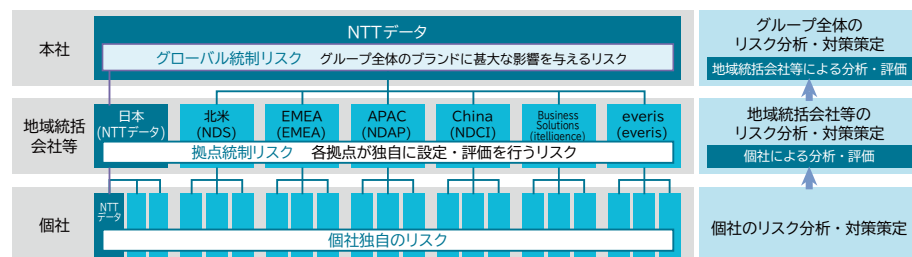 本社
NTTデータ
グローバル統制リスク グループ全体のブランドに甚大な影響を与えるリスク
グループ全体の
リスク分析・対策策定
地域統括会社等による分析・評価
地域統括
会社等
日本
(NTTデータ)
北米
(NDS)
EMEA
(EMEA)
APAC
(NDAP)
China
(NDCI)
Business
Solutions
(itelligence)
everis
(everis)
拠点統制リスク 各拠点が独自に設定・評価を行うリスク
地域統括会社等の
リスク分析・対策策定
個社による分析・評価
個社
NTT
データ
個社独自のリスク
個社のリスク分析・対策策定